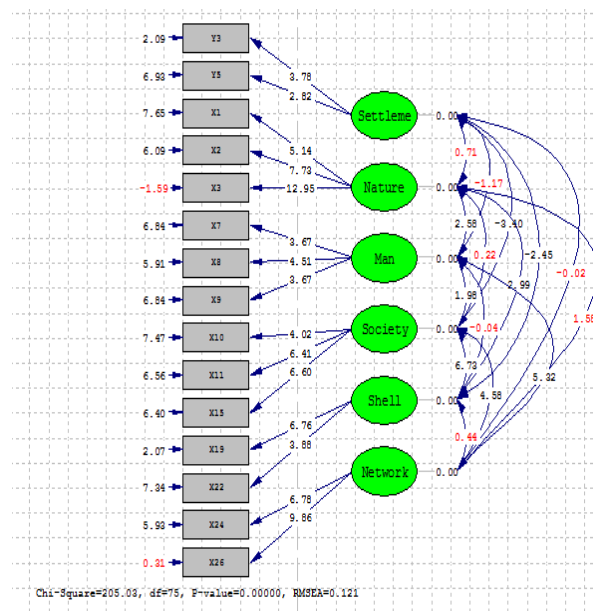 2.09 Y3
6.93 Y5 3.78
2.82
7.65 X1 Settleme 0.00
5.14 0.71
6.09 X2 7.73
-1.59 X3 12.95 Nature 0.00 -1.17
6.84 X7 3.67 2.58 -3.40
5.91 X8 4.51 Man 0.00 0.22 -2.45
6.84 X9 3.67 1.98 2.99 -0.02
7.47 X10 4.02 Society 0.00 -0.04 1.58
6.56 X11 6.41 6.73
6.40 X15 6.60 Shell 0.00 4.58 5.32
2.07 X19 6.76 0.44
7.34 X22 3.88 Network 0.00
5.93 X24 6.78
0.31 X26 9.86
Chi-Square=205.03, df=75, P-value=0.00000, RMSEA=0.121